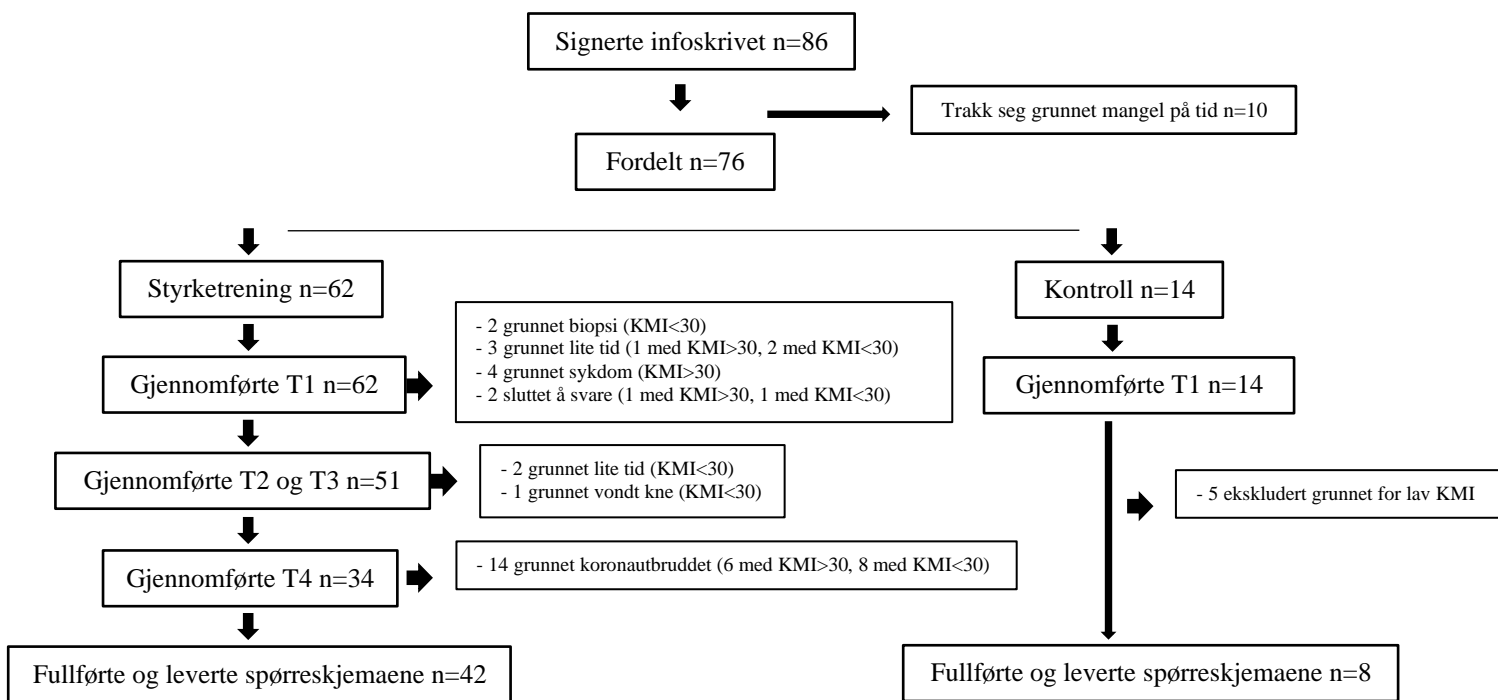 Signerte infoskrivet n=86
Trakk seg grunnet mangel på tid n=10
Fordelt n=76
Styrketrening n=62
Kontroll n=14
- 2 grunnet biopsi (KMI<30)
- 3 grunnet lite tid (1 med KMI>30, 2 med KMI<30)
- 4 grunnet sykdom (KMI>30)
- 2 sluttet å svare (1 med KMI>30, 1 med KMI<30)
Gjennomførte T1 n=62
Gjennomførte T1 n=14
Gjennomførte T2 og T3 n=51
- 2 grunnet lite tid (KMI<30)
- 1 grunnet vondt kne (KMI<30)
- 5 ekskludert grunnet for lav KMI
Gjennomførte T4 n=34
- 14 grunnet koronautbruddet (6 med KMI>30, 8 med KMI<30)
Fullførte og leverte spørreskjemaene n=42
Fullførte og leverte spørreskjemaene n=8